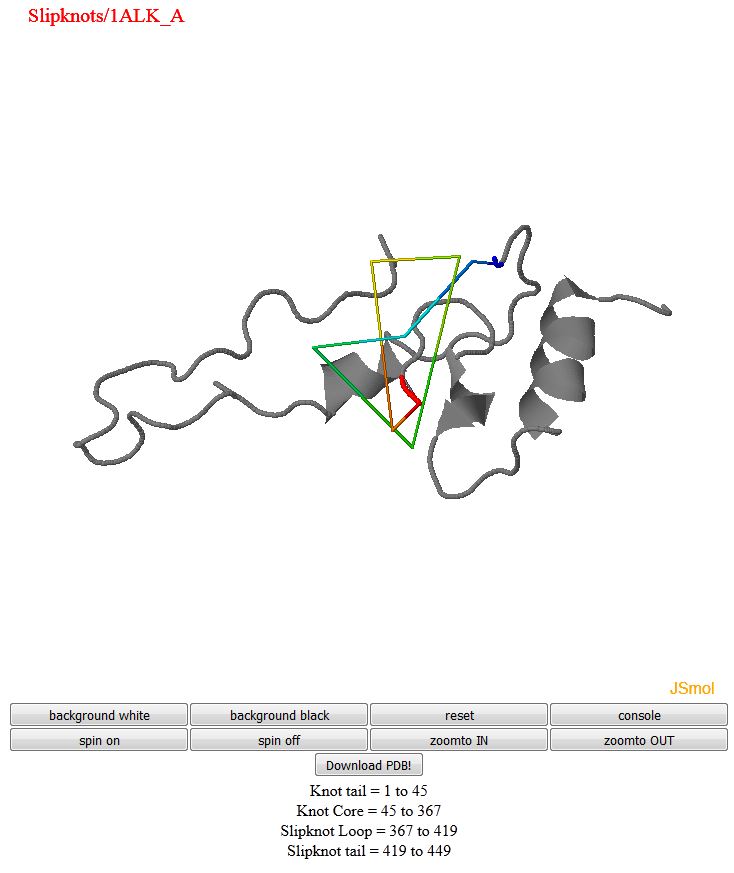 Slipknots/1ALK_A
JSmol
background white background black reset console
spin on spin off zoomto IN zoomto OUT
Download PDB!
Knot tail = 1 to 45
Knot Core = 45 to 367
Slipknot Loop = 367 to 419
Slipknot tail = 419 to 449